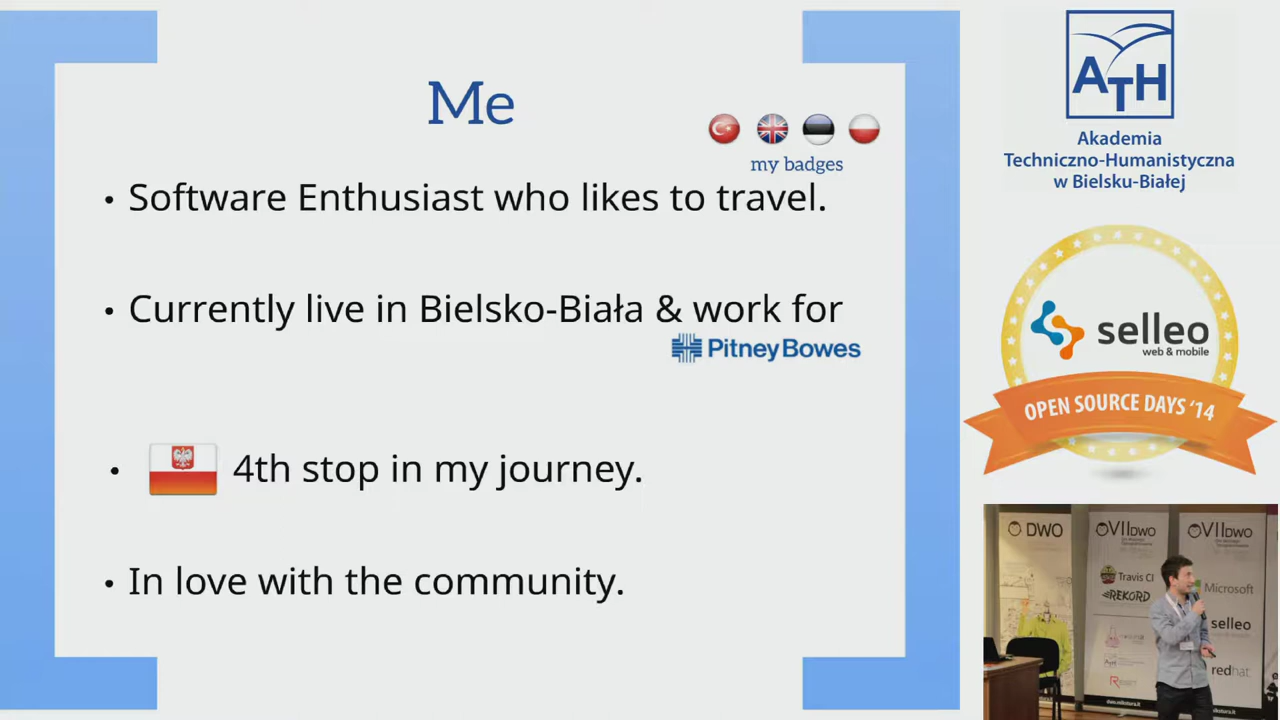 Me
my badges
• Software Enthusiast who likes to travel.
• Currently live in Bielsko-Biała & work for
Pitney Bowes
• 4th stop in my journey.
• In love with the community.
ATH
Akademia
Techniczno-Humanistyczna
w Bielsku-Białej
selleo
web & mobile
OPEN SOURCE DAYS '14
DWO
VII DWO
VII DWO
Travis CI
REKORD
Microsoft
selleo
redhat